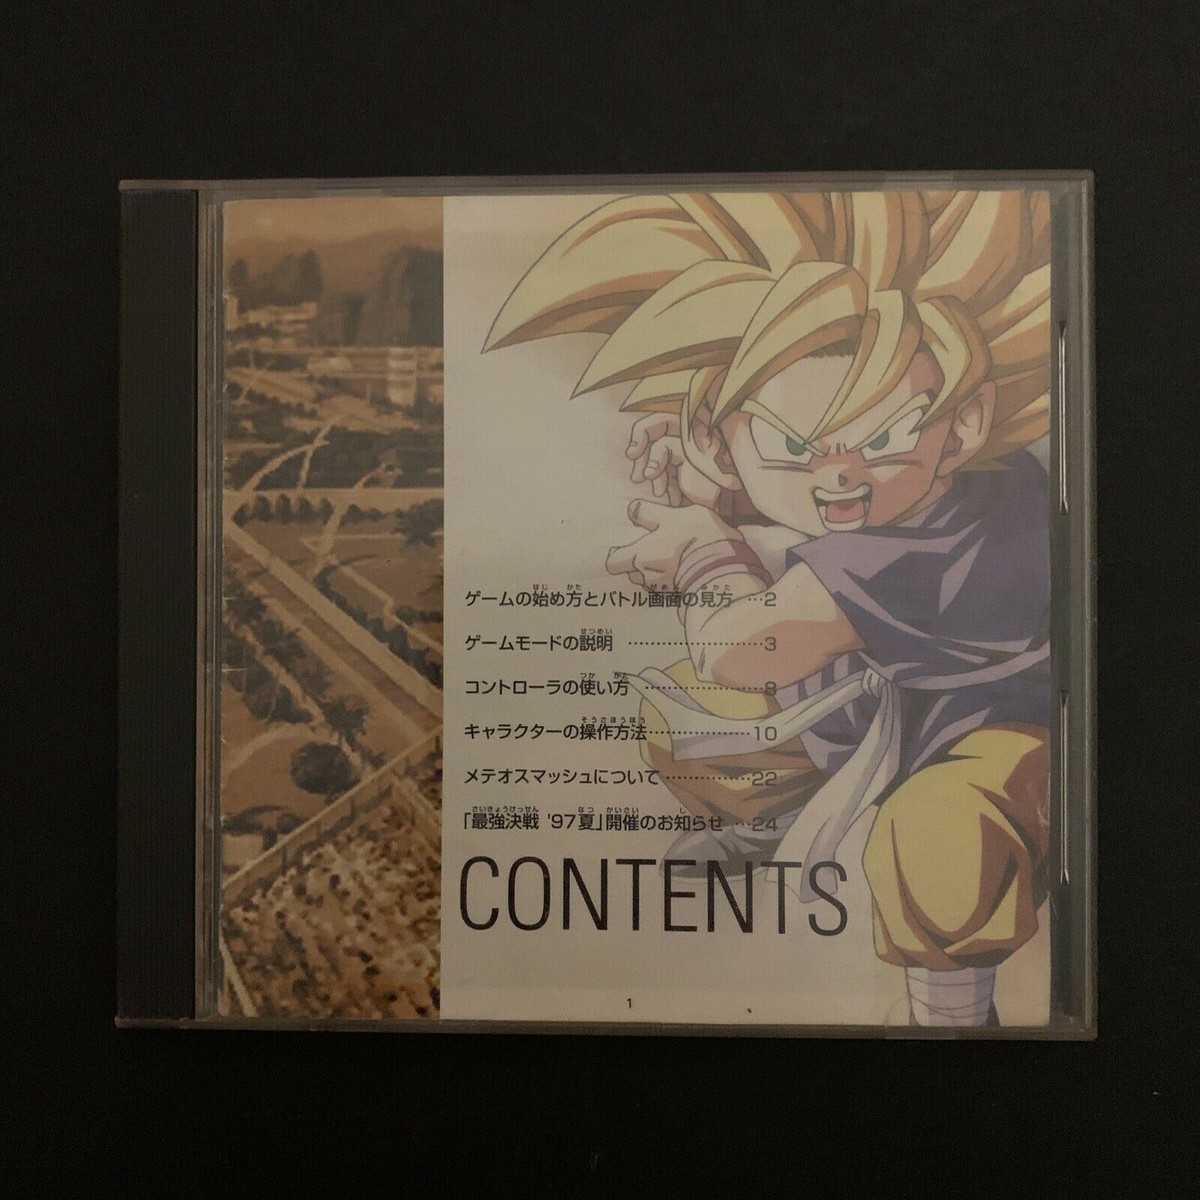 ゲームの始め方とバトル画面の見方 …2
ゲームモードの説明 …………………3
コントローラの使い方 ………………8
キャラクターの操作方法………………10
メテオスマッシュについて……………22
「最強決戦 '97夏」開催のお知らせ …24
CONTENTS
1